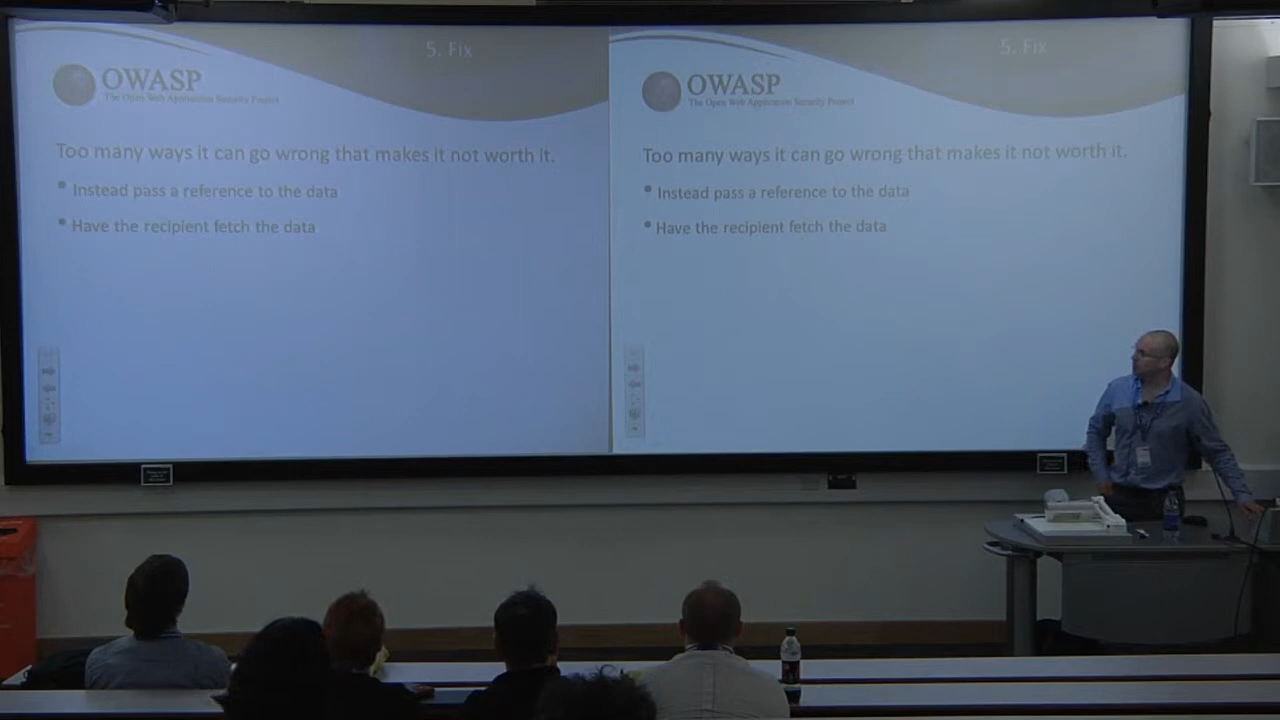 5. Fix
OWASP
The Open Web Application Security Project
Too many ways it can go wrong that makes it not worth it.
• Instead pass a reference to the data
• Have the recipient fetch the data
5. Fix
OWASP
The Open Web Application Security Project
Too many ways it can go wrong that makes it not worth it.
• Instead pass a reference to the data
• Have the recipient fetch the data